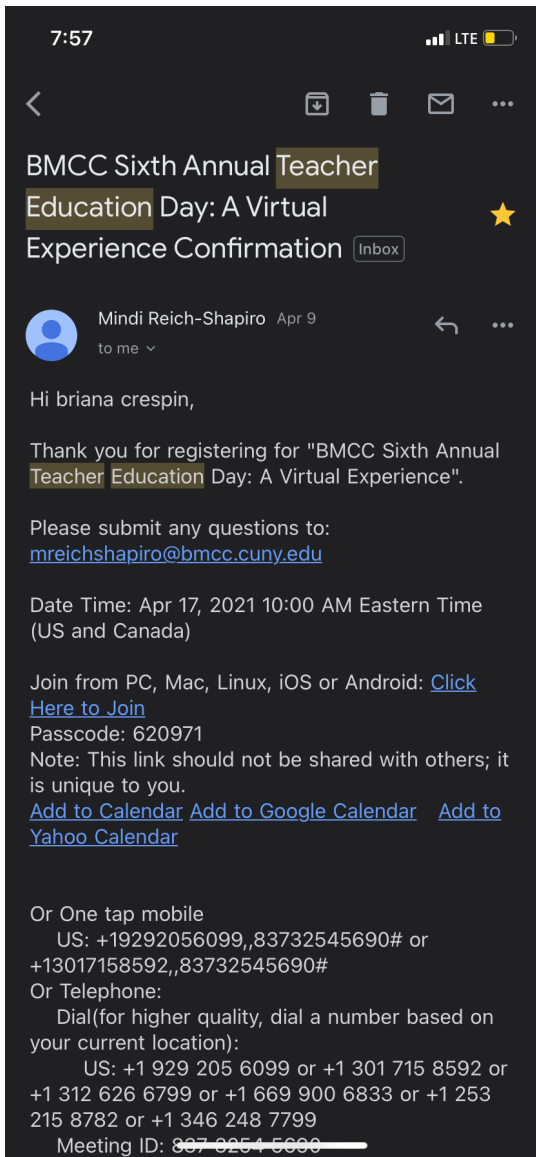 7:57
LTE
BMCC Sixth Annual Teacher
Education Day: A Virtual
Experience Confirmation Inbox
Mindi Reich-Shapiro Apr 9
to me
Hi briana crespin,
Thank you for registering for "BMCC Sixth Annual
Teacher Education Day: A Virtual Experience".
Please submit any questions to:
mreichshapiro@bmcc.cuny.edu
Date Time: Apr 17, 2021 10:00 AM Eastern Time
(US and Canada)
Join from PC, Mac, Linux, iOS or Android: Click
Here to Join
Passcode: 620971
Note: This link should not be shared with others; it
is unique to you.
Add to Calendar Add to Google Calendar Add to
Yahoo Calendar
Or One tap mobile
US: +19292056099,,83732545690# or
+13017158592,,83732545690#
Or Telephone:
Dial(for higher quality, dial a number based on
your current location):
US: +1 929 205 6099 or +1 301 715 8592 or
+1 312 626 6799 or +1 669 900 6833 or +1 253
215 8782 or +1 346 248 7799
Meeting ID: